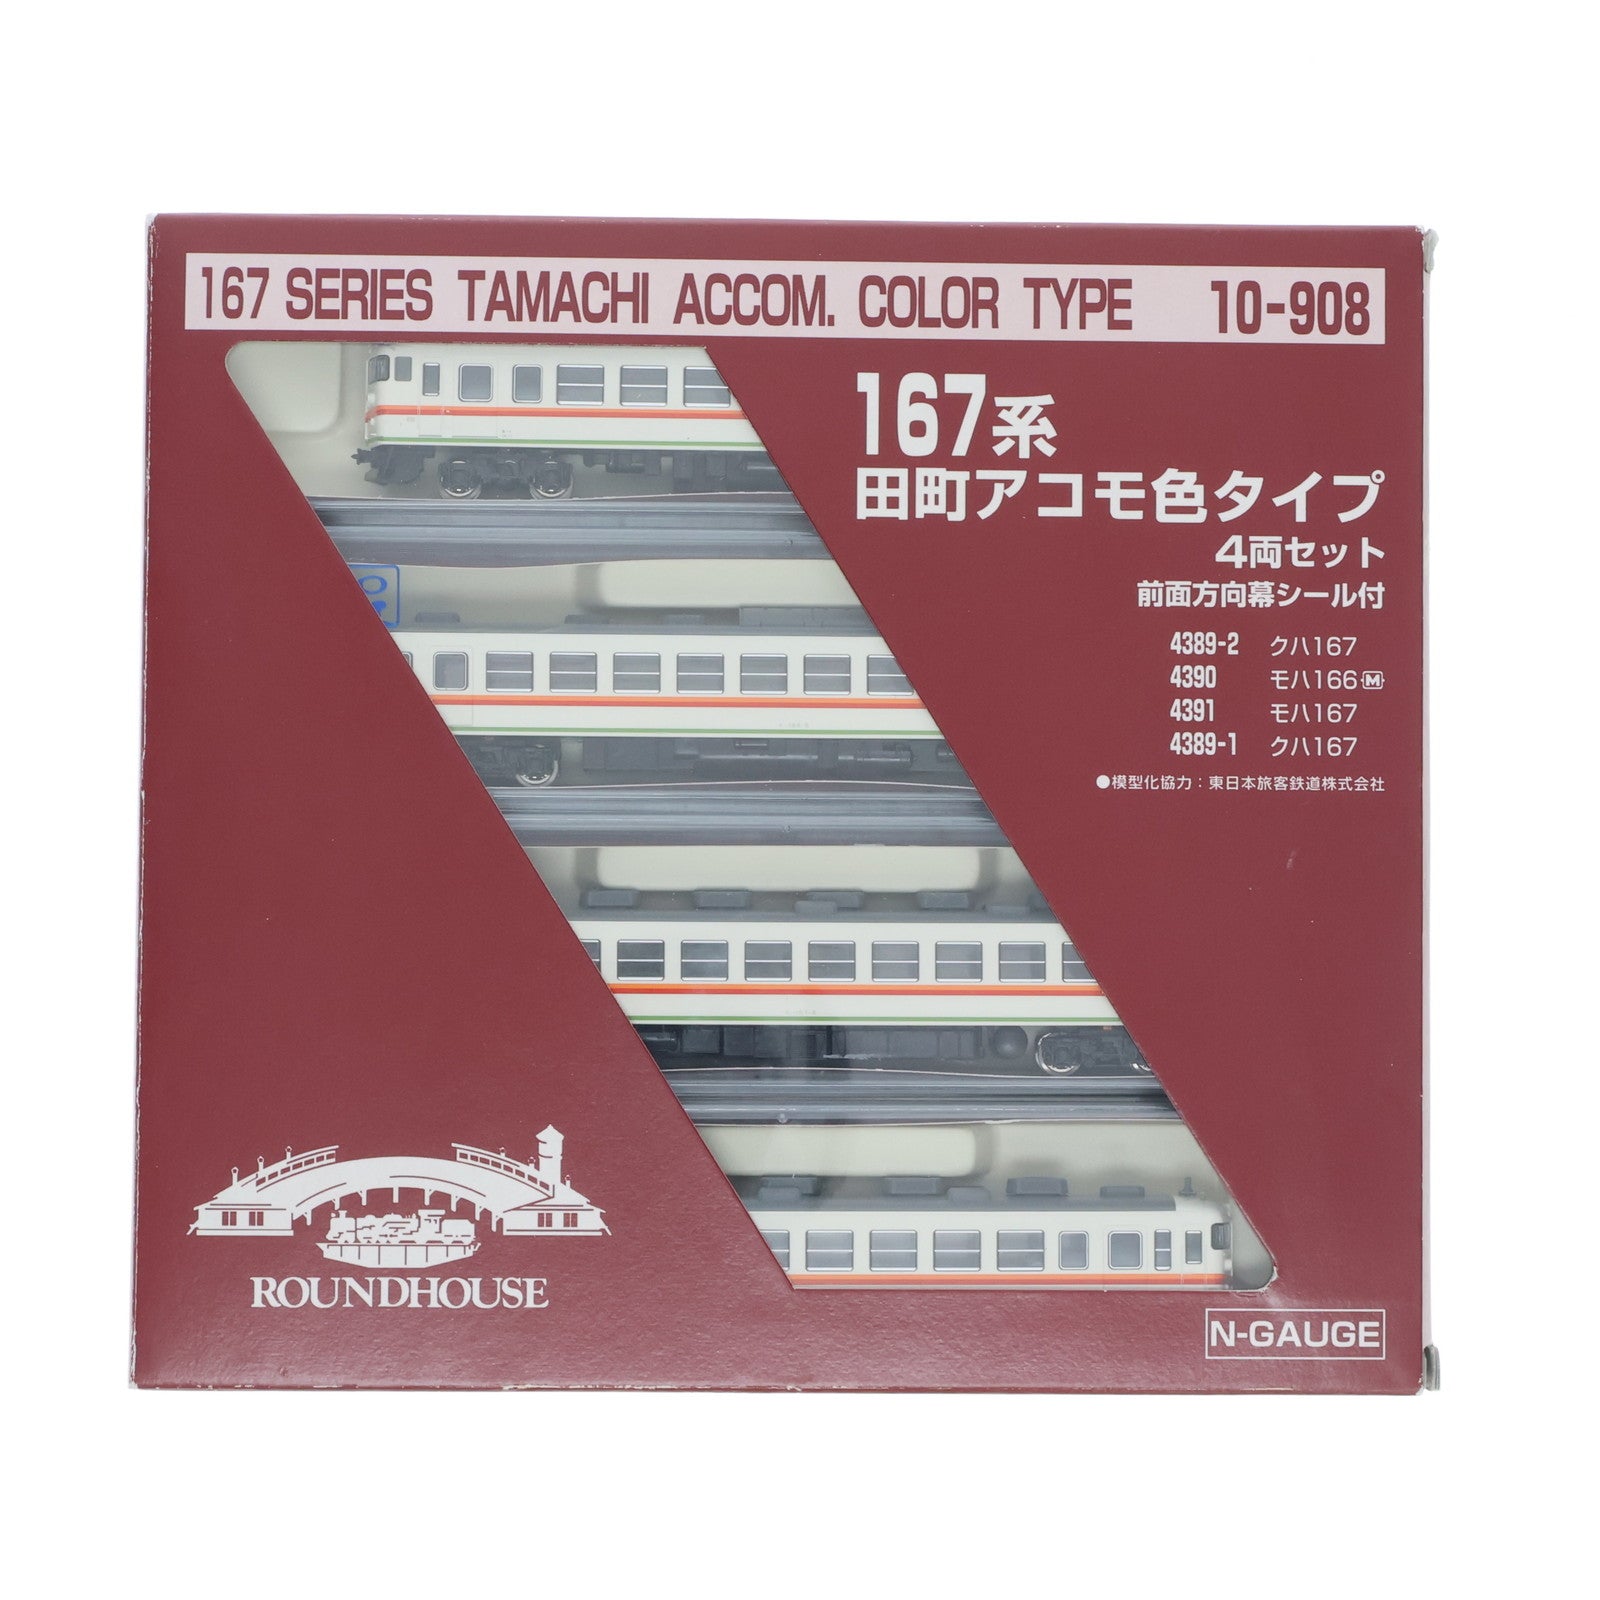 167 SERIES TAMACHI ACCOM. COLOR TYPE 10-908
167系
田町アコモ色タイプ
4両セット
前面方向幕シール付
4389-2 クハ167
4390 モハ166 M
4391 モハ167
4389-1 クハ167
●模型化協力：東日本旅客鉄道株式会社
ROUNDHOUSE
N-GAUGE